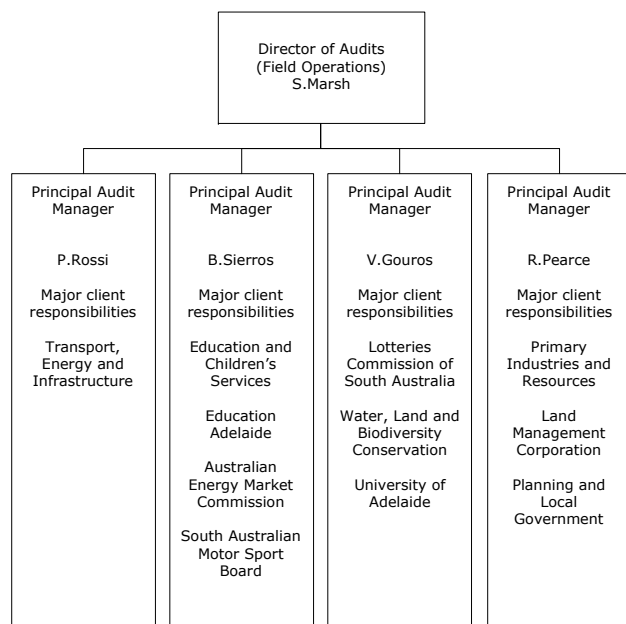 Director of Audits
(Field Operations)
S.Marsh
Principal Audit
Manager
P.Rossi
Major client
responsibilities
Transport,
Energy and
Infrastructure
Principal Audit
Manager
B.Sierros
Major client
responsibilities
Education and
Children's
Services
Education
Adelaide
Australian
Energy Market
Commission
South Australian
Motor Sport
Board
Principal Audit
Manager
V.Gouros
Major client
responsibilities
Lotteries
Commission of
South Australia
Water, Land and
Biodiversity
Conservation
University of
Adelaide
Principal Audit
Manager
R.Pearce
Major client
responsibilities
Primary
Industries and
Resources
Land
Management
Corporation
Planning and
Local
Government